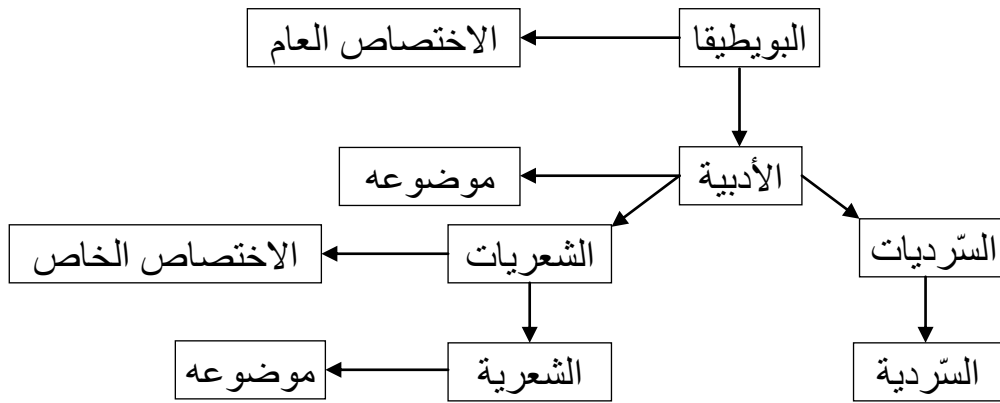 البويطيقا
الاختصاص العام
الأدبية
موضوعه
السّرديات
الشعريات
الاختصاص الخاص
السّردية
الشعرية
موضوعه